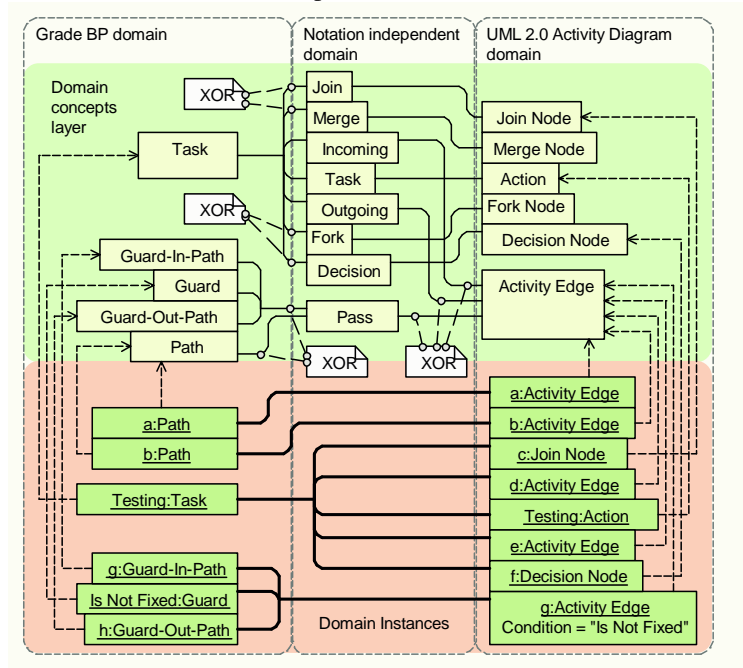 Grade BP domain
Notation independent
domain
UML 2.0 Activity Diagram
domain
Domain
concepts
layer
XOR
Join
Merge
Join Node
Task
Incoming
Merge Node
Task
Action
XOR
Outgoing
Fork Node
Fork
Decision Node
Guard-In-Path
Decision
Guard
Activity Edge
Guard-Out-Path
Pass
Path
XOR
XOR
a:Path
a:Activity Edge
b:Path
b:Activity Edge
c:Join Node
d:Activity Edge
Testing:Task
Testing:Action
e:Activity Edge
g:Guard-In-Path
f:Decision Node
Is Not Fixed:Guard
g:Activity Edge
h:Guard-Out-Path
Domain Instances
Condition = "Is Not Fixed"